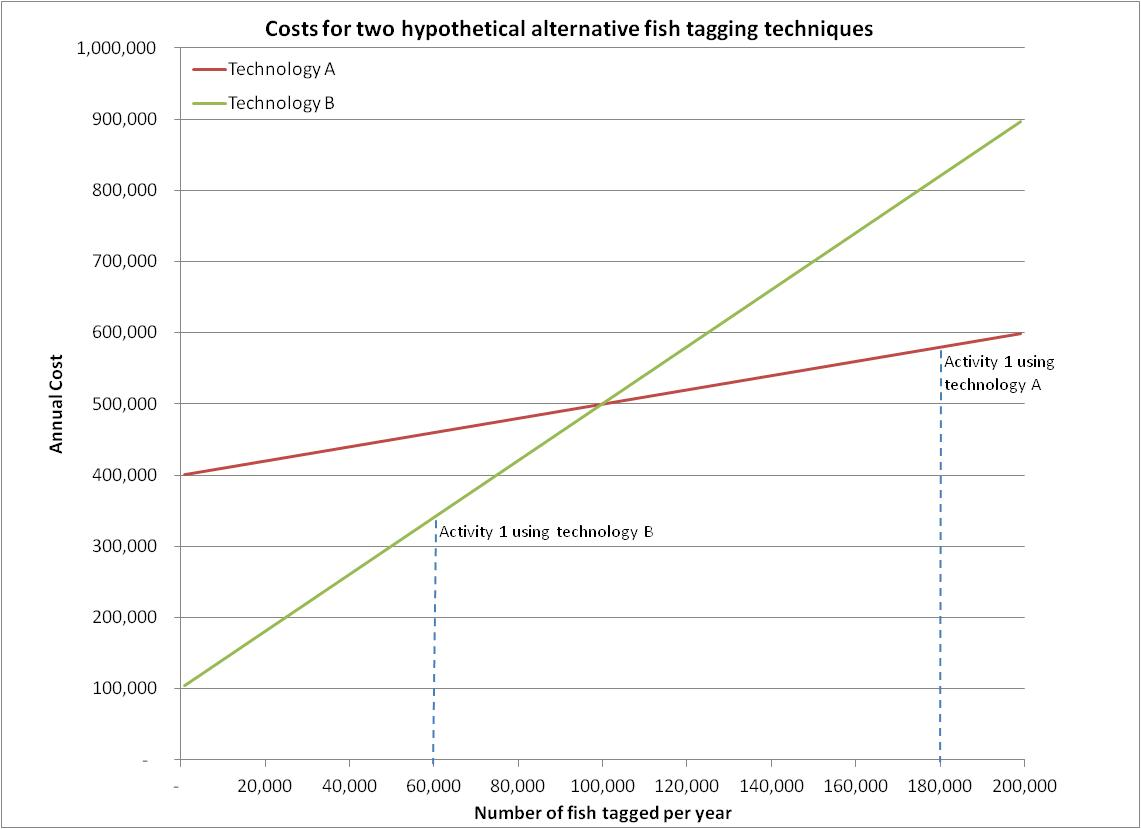 Costs for two hypothetical alternative fish tagging techniques
1,000,000
Technology A
Technology B
900,000
800,000
700,000
600,000
Activity 1 using
technology A
Annual Cost
500,000
400,000
Activity 1 using technology B
300,000
200,000
100,000
-
- 20,000 40,000 60,000 80,000 100,000 120,000 140,000 160,000 180,000 200,000
Number of fish tagged per year